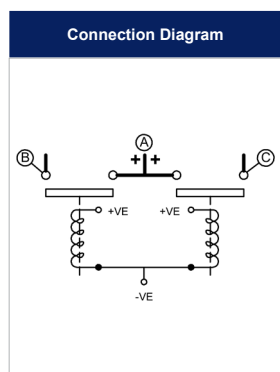 Connection Diagram
A
+ +
B
C
+VE
+VE
-VE